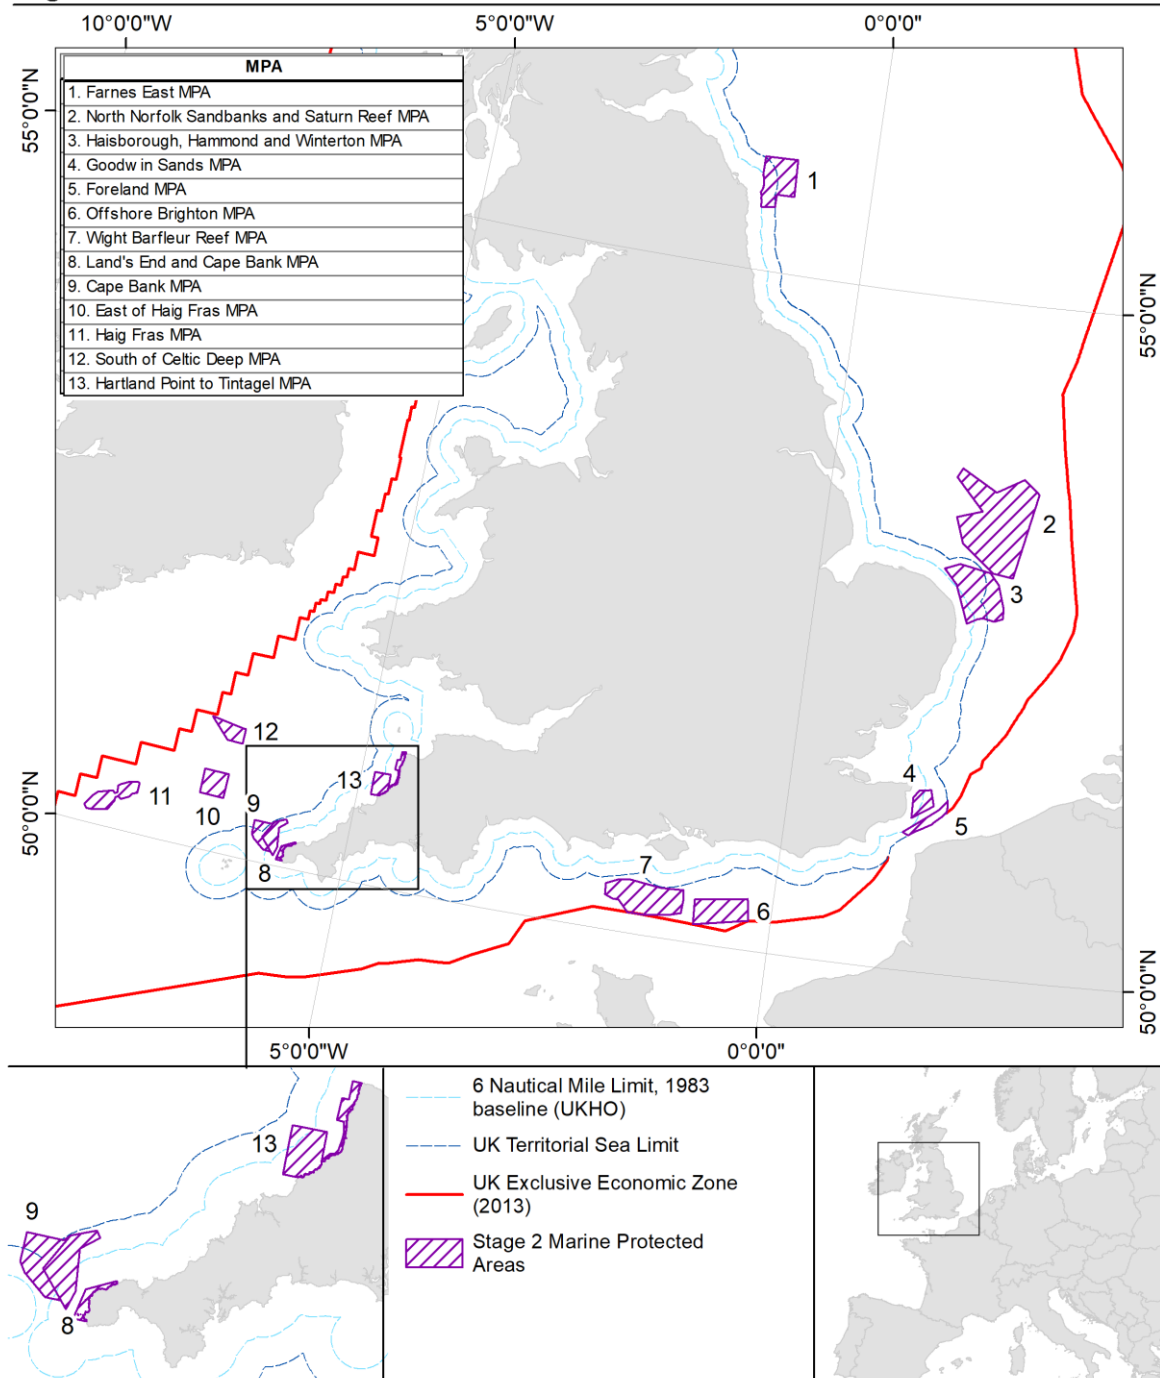 10°0'0"W
5°0'0"W
0°0'0"
55°0'0"N
MPA
1. Farnes East MPA
2. North Norfolk Sandbanks and Saturn Reef MPA
3. Haisborough, Hammond and Winterton MPA
4. Goodwin Sands MPA
5. Foreland MPA
6. Offshore Brighton MPA
7. Wight Barfleur Reef MPA
8. Land's End and Cape Bank MPA
9. Cape Bank MPA
10. East of Haig Fras MPA
11. Haig Fras MPA
12. South of Celtic Deep MPA
13. Hartland Point to Tintagel MPA
1
55°0'0"N
2
3
12
13
4
11
10
9
5
50°0'0"N
8
7
6
50°0'0"N
5°0'0"W
0°0'0"
13
9
8
6 Nautical Mile Limit, 1983
baseline (UKHO)
UK Territorial Sea Limit
UK Exclusive Economic Zone
(2013)
Stage 2 Marine Protected
Areas